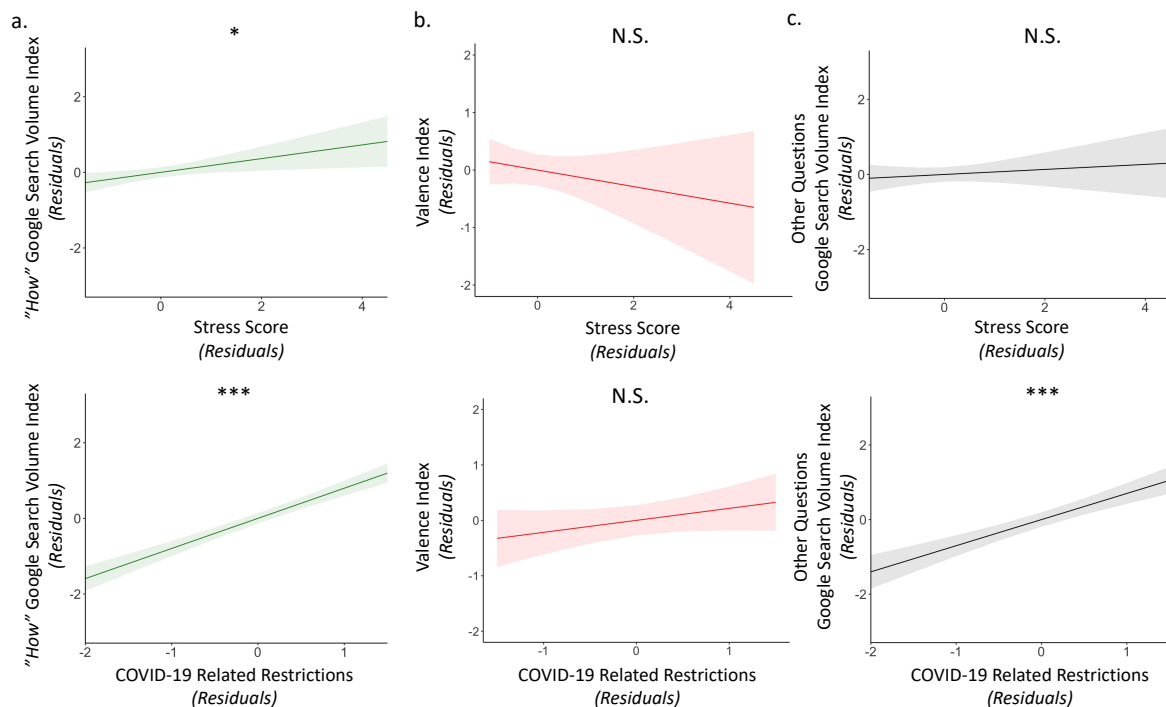 a.
*
"How" Google Search Volume Index
(Residuals)
2
0
-2
0
2
4
Stress Score
(Residuals)
b.
N.S.
Valence Index
(Residuals)
2
1
0
-1
-2
0
2
4
Stress Score
(Residuals)
c.
N.S.
Other Questions
Google Search Volume Index
(Residuals)
2
0
-2
0
2
4
Stress Score
(Residuals)
***
"How" Google Search Volume Index
(Residuals)
2
0
-2
-2
-1
0
1
COVID-19 Related Restrictions
(Residuals)
N.S.
Valence Index
(Residuals)
2
1
0
-1
-2
-1
0
1
COVID-19 Related Restrictions
(Residuals)
***
Other Questions
Google Search Volume Index
(Residuals)
2
0
-2
-2
-1
0
1
COVID-19 Related Restrictions
(Residuals)